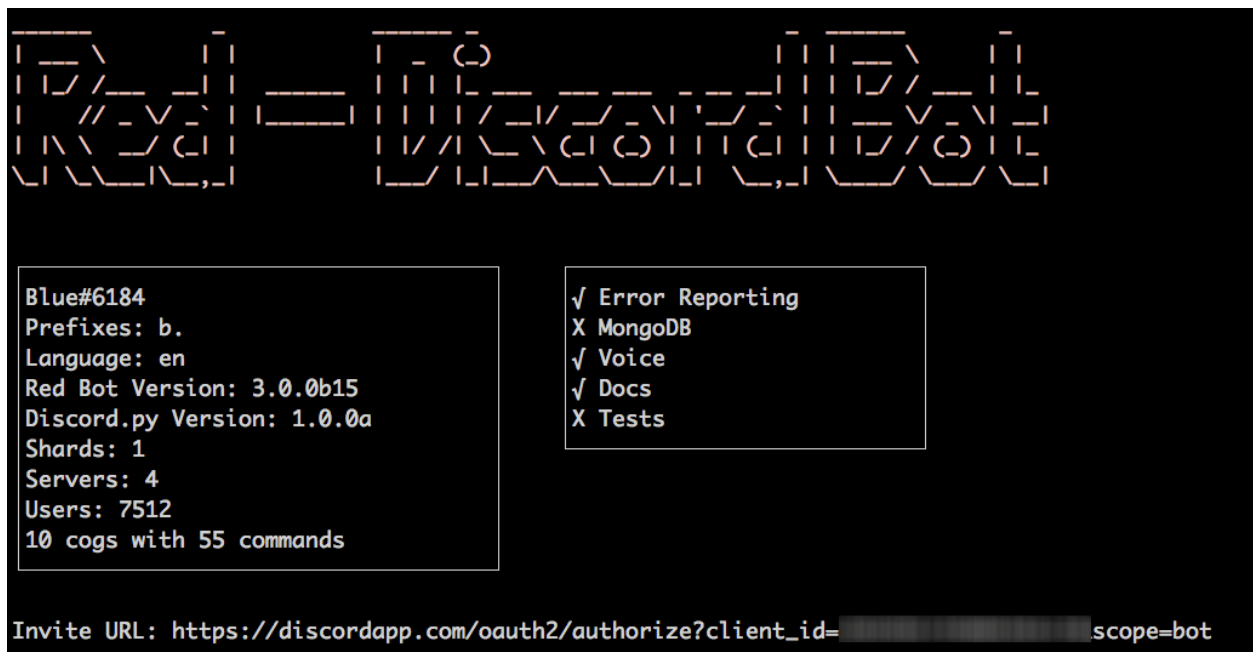 Red - DiscordBot
Blue#6184
Prefixes: b.
Language: en
Red Bot Version: 3.0.0b15
Discord.py Version: 1.0.0a
Shards: 1
Servers: 4
Users: 7512
10 cogs with 55 commands
√ Error Reporting
X MongoDB
√ Voice
√ Docs
X Tests
Invite URL: https://discordapp.com/oauth2/authorize?client_id= scope=bot